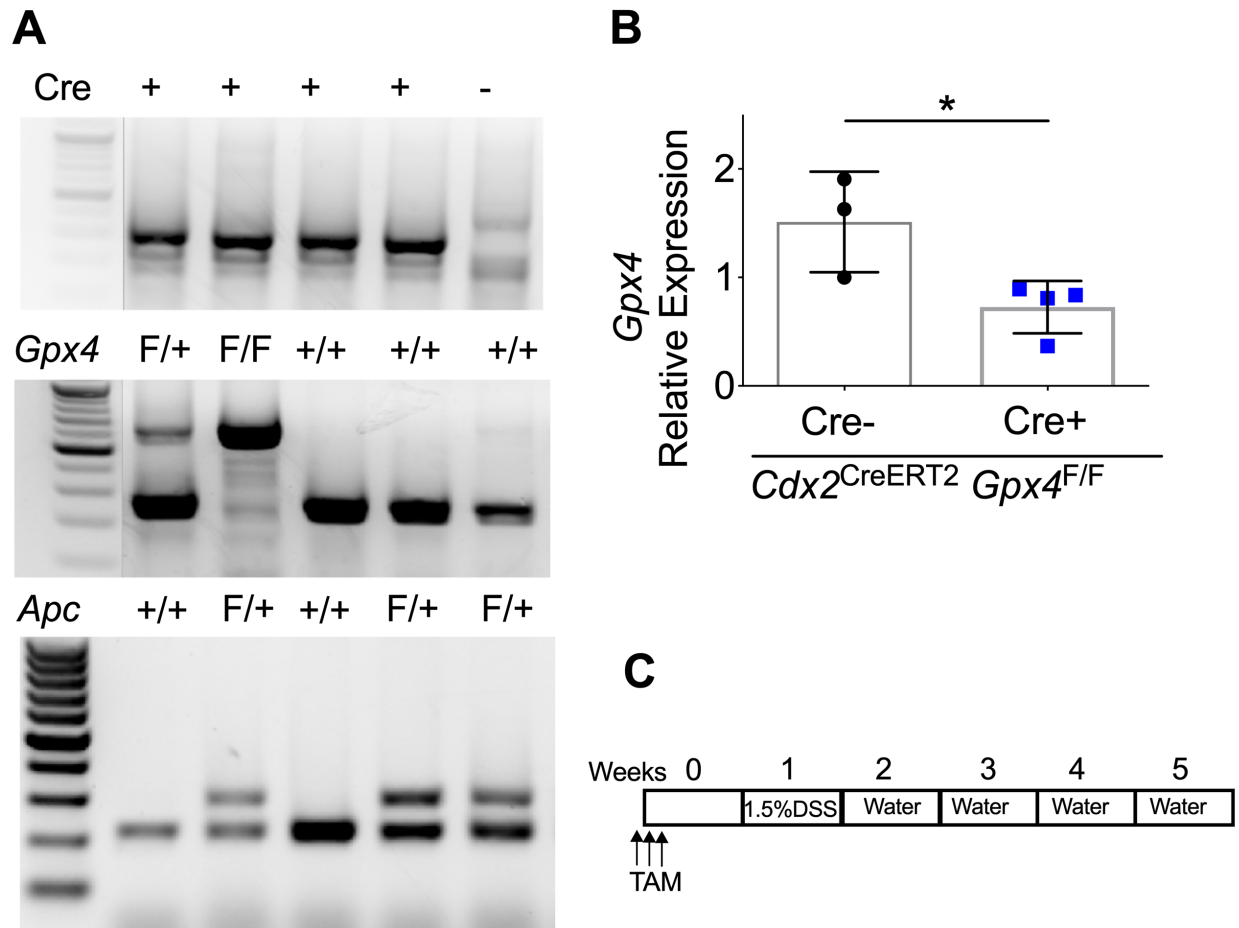 A
Cre + + + + -
Gpx4 F/+ F/F +/+ +/+ +/+
Apc +/+ F/+ +/+ F/+ F/+
B
*
Gpx4
Relative Expression
2
1
0
Cre- Cre+
Cdx2CreERT2 Gpx4F/F
C
Weeks 0 1 2 3 4 5
1.5%DSS Water Water Water Water
TAM